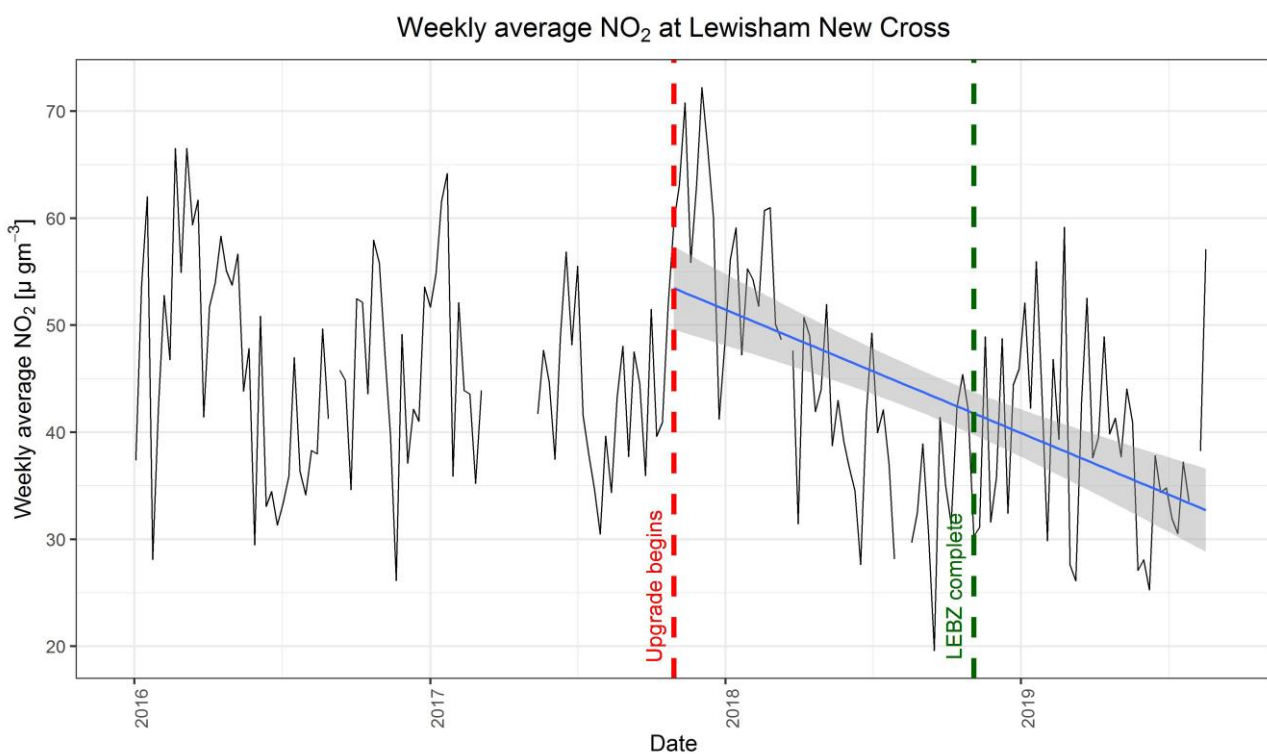 Weekly average NO₂ at Lewisham New Cross
Weekly average NO₂ [µ gm⁻³]
70
60
50
40
30
20
Upgrade begins
LEBZ complete
2016
2017
2018
2019
Date